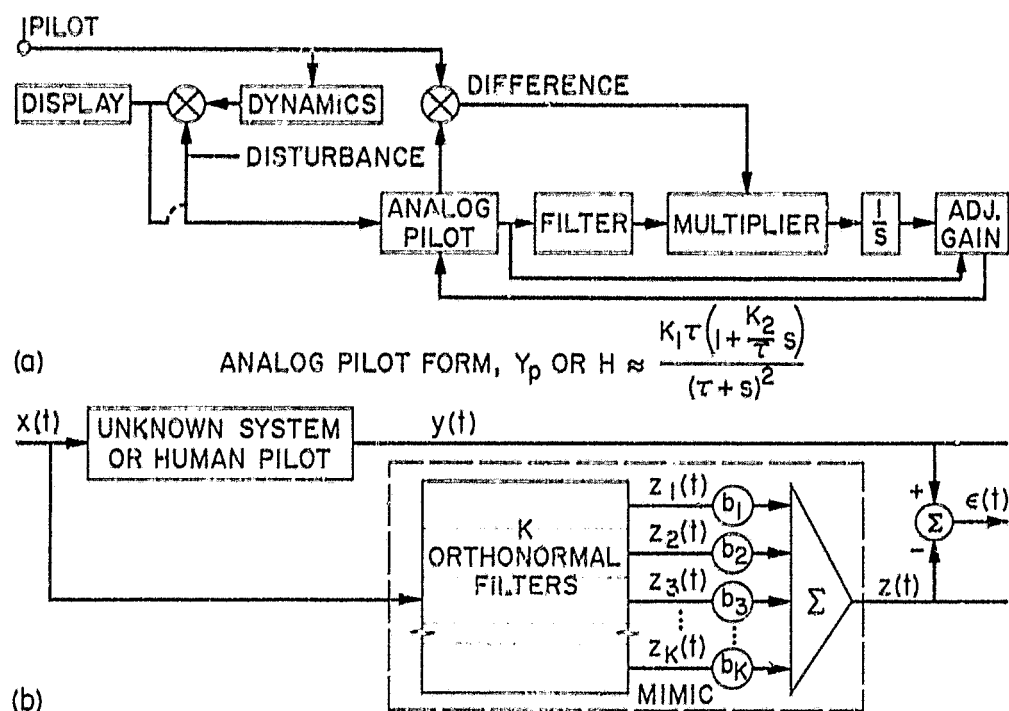 PILOT
DIFFERENCE
DISPLAY
DYNAMICS
DISTURBANCE
ANALOG
PILOT
FILTER
MULTIPLIER
1/S
ADJ.
GAIN
(a) ANALOG PILOT FORM, Yp OR H ≈ K1τ(1+K2/τ s)/(τ+s)²
x(t)
UNKNOWN SYSTEM
OR HUMAN PILOT
y(t)
K
ORTHONORMAL
FILTERS
z1(t) b1
z2(t) b2
z3(t) b3
zK(t) bK
Σ
MIMIC
+
Σ
-
ϵ(t)
z(t)
(b)